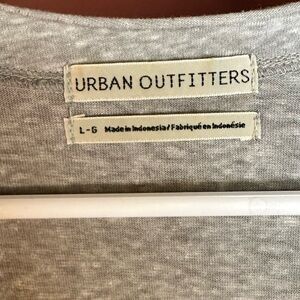 URBAN OUTFITTERS
L-G Made in Indonesia / Fabriqué en Indonésie